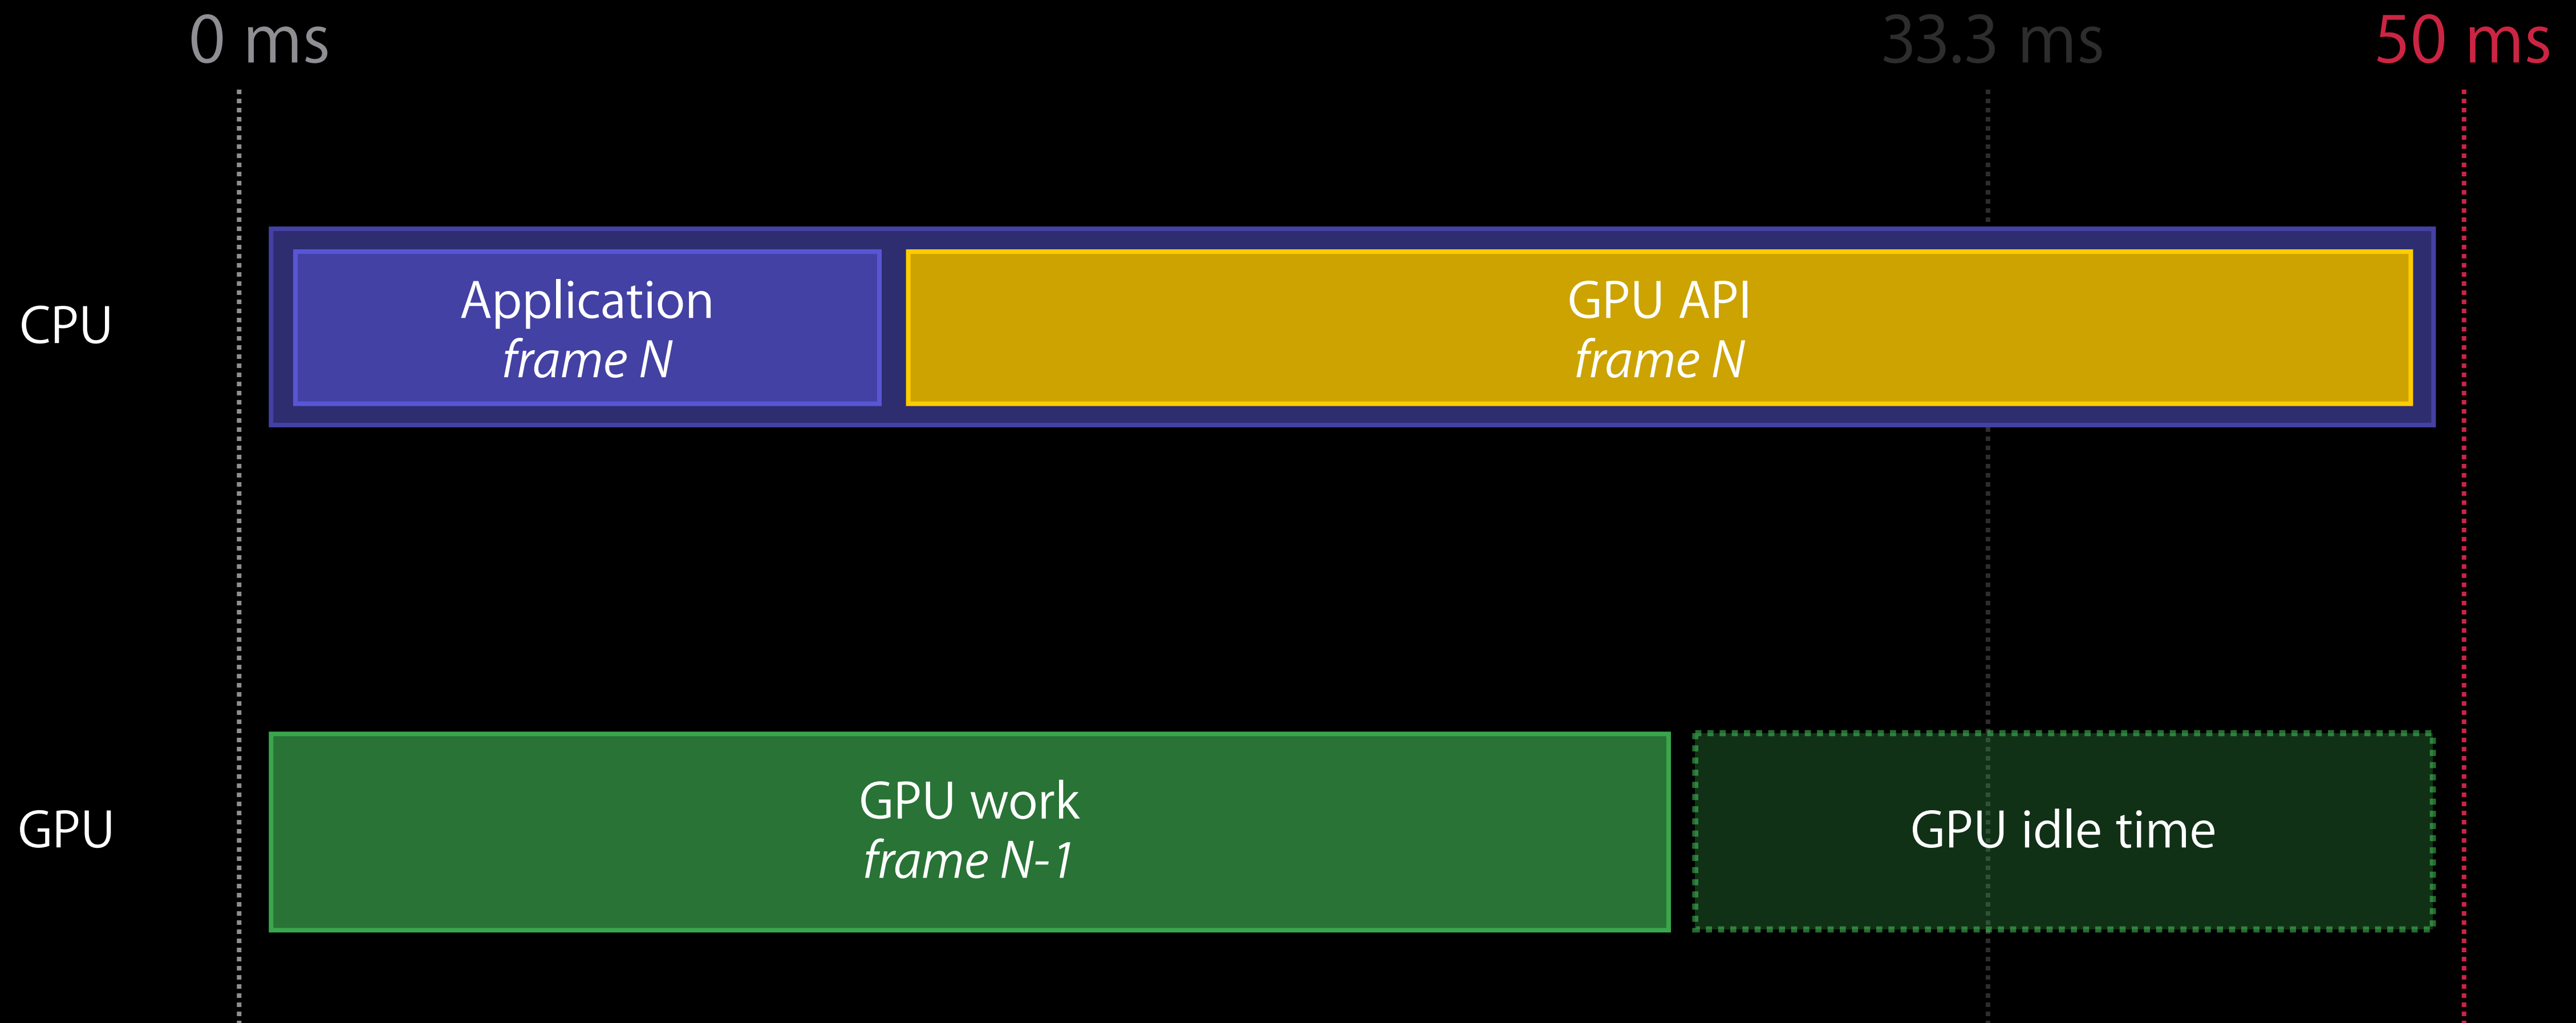 0 ms
33.3 ms
50 ms
CPU
Application
frame N
GPU API
frame N
GPU
GPU work
frame N-1
GPU idle time